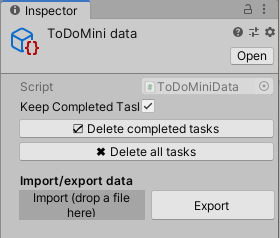 Inspector
ToDoMini data
Open
Script
ToDoMiniData
Keep Completed Tasl
Delete completed tasks
Delete all tasks
Import/export data
Import (drop a file
here)
Export